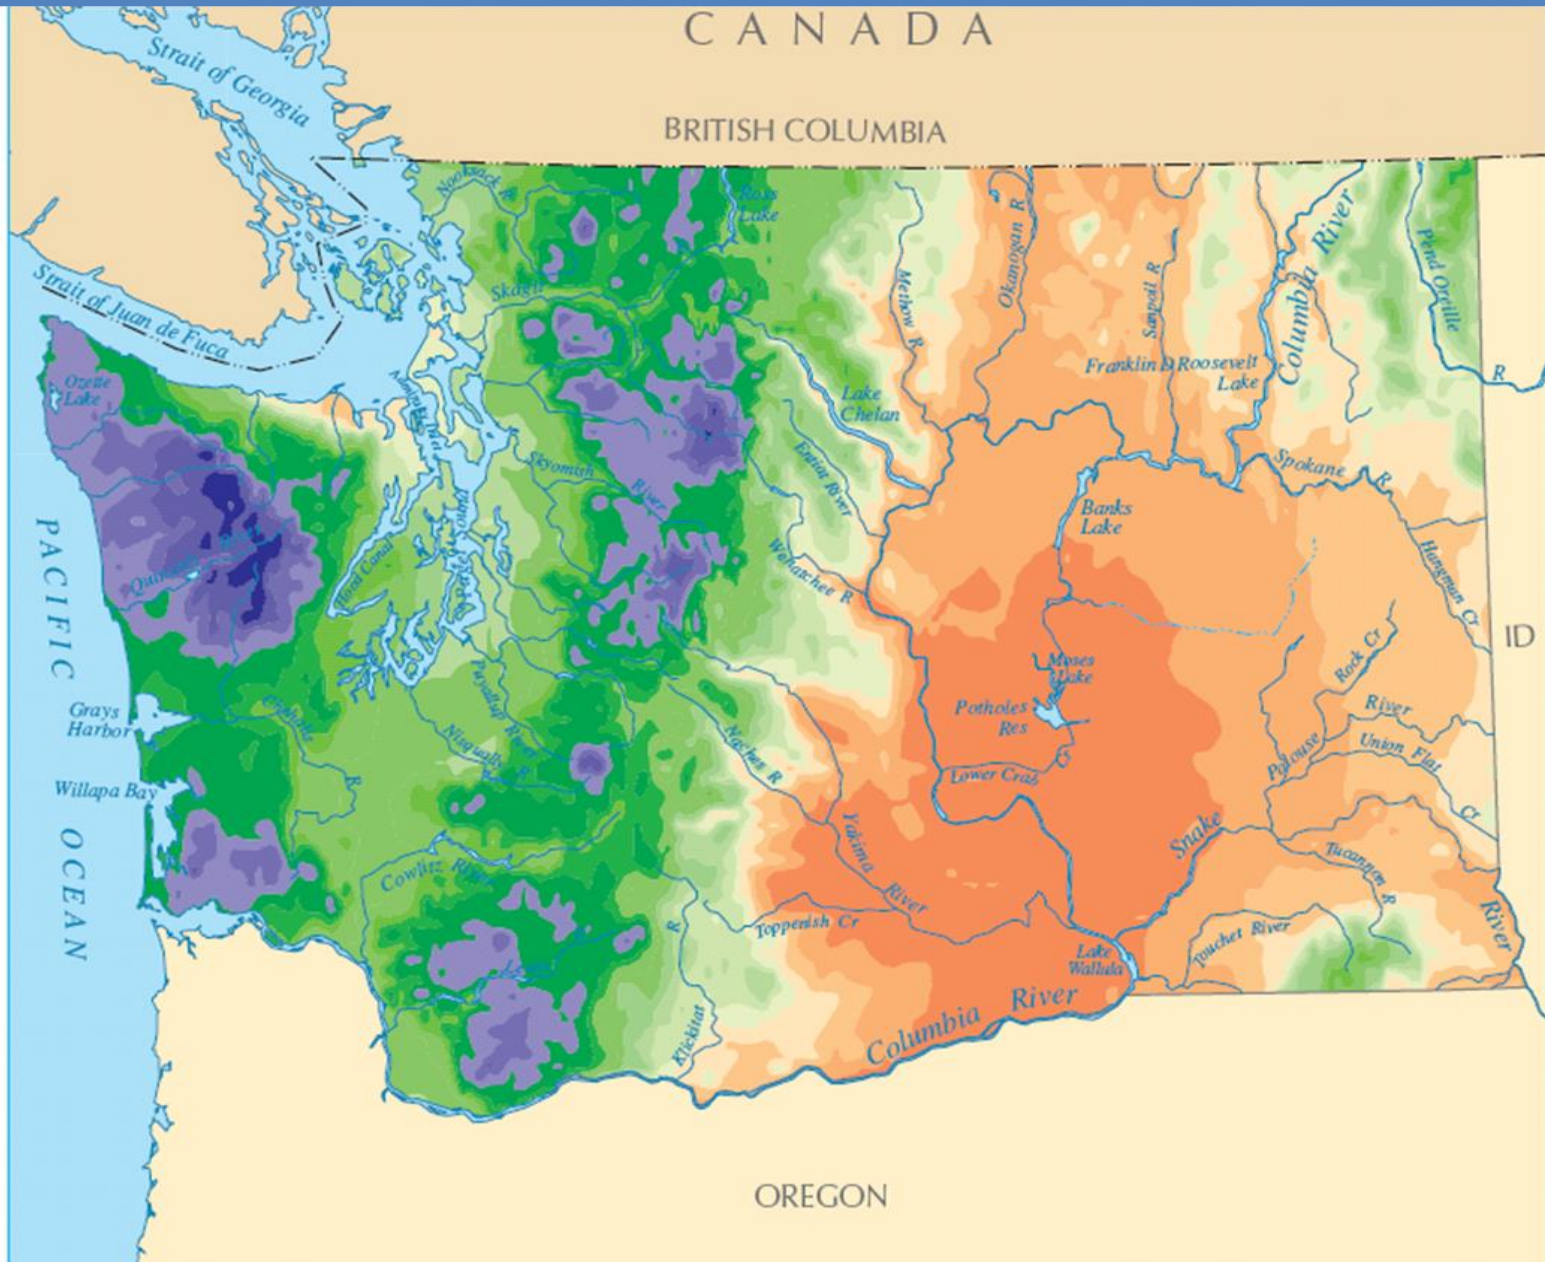 CANADA
Strait of Georgia
BRITISH COLUMBIA
Nooksack R
Ross
Lake
Skagit
Strait of Juan de Fuca
Methow R
Okanogan R
Sanpoil R
Columbia River
Pend Oreille
R
Franklin D Roosevelt
Lake
Ozette
Lake
Lake
Chelan
Entiat River
Skyomish
River
Spokane R
Banks
Lake
Hangman Cr
PACIFIC
OCEAN
Hood Canal
Wenatchee R
ID
Moses
Lake
Rock Cr
Potholes
Res
Grays
Harbor
Puyallup River
Nisqually R
Naches R
River
Palouse
Union Flat
Cr
Lower Crab
Cr
Willapa Bay
R
Yakima
River
Snake
River
Tucannon R
Cowlitz River
Toppenish Cr
Touchet River
Lake
Wallula
Klickitat
R
Columbia River
OREGON